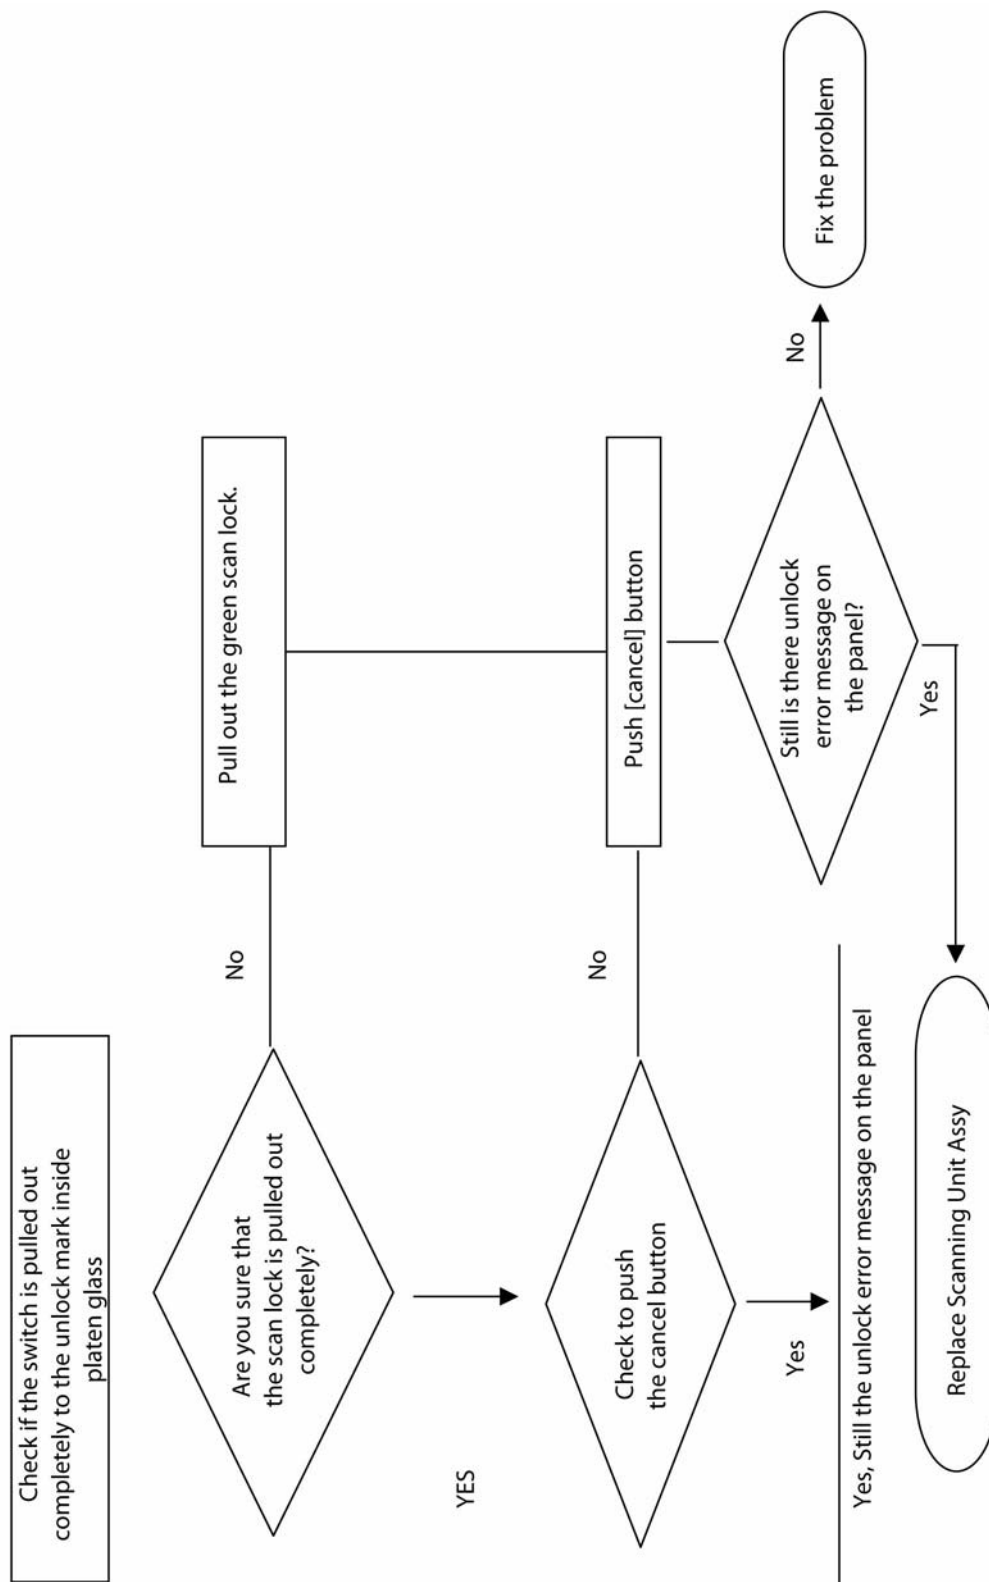 Check if the switch is pulled out
completely to the unlock mark inside
platen glass
Are you sure that
the scan lock is pulled out
completely?
No
Pull out the green scan lock.
YES
Check to push
the cancel button
No
Push [cancel] button
Yes
Still is there unlock
error message on
the panel?
No
Fix the problem
Yes
Yes, Still the unlock error message on the panel
Replace Scanning Unit Assy